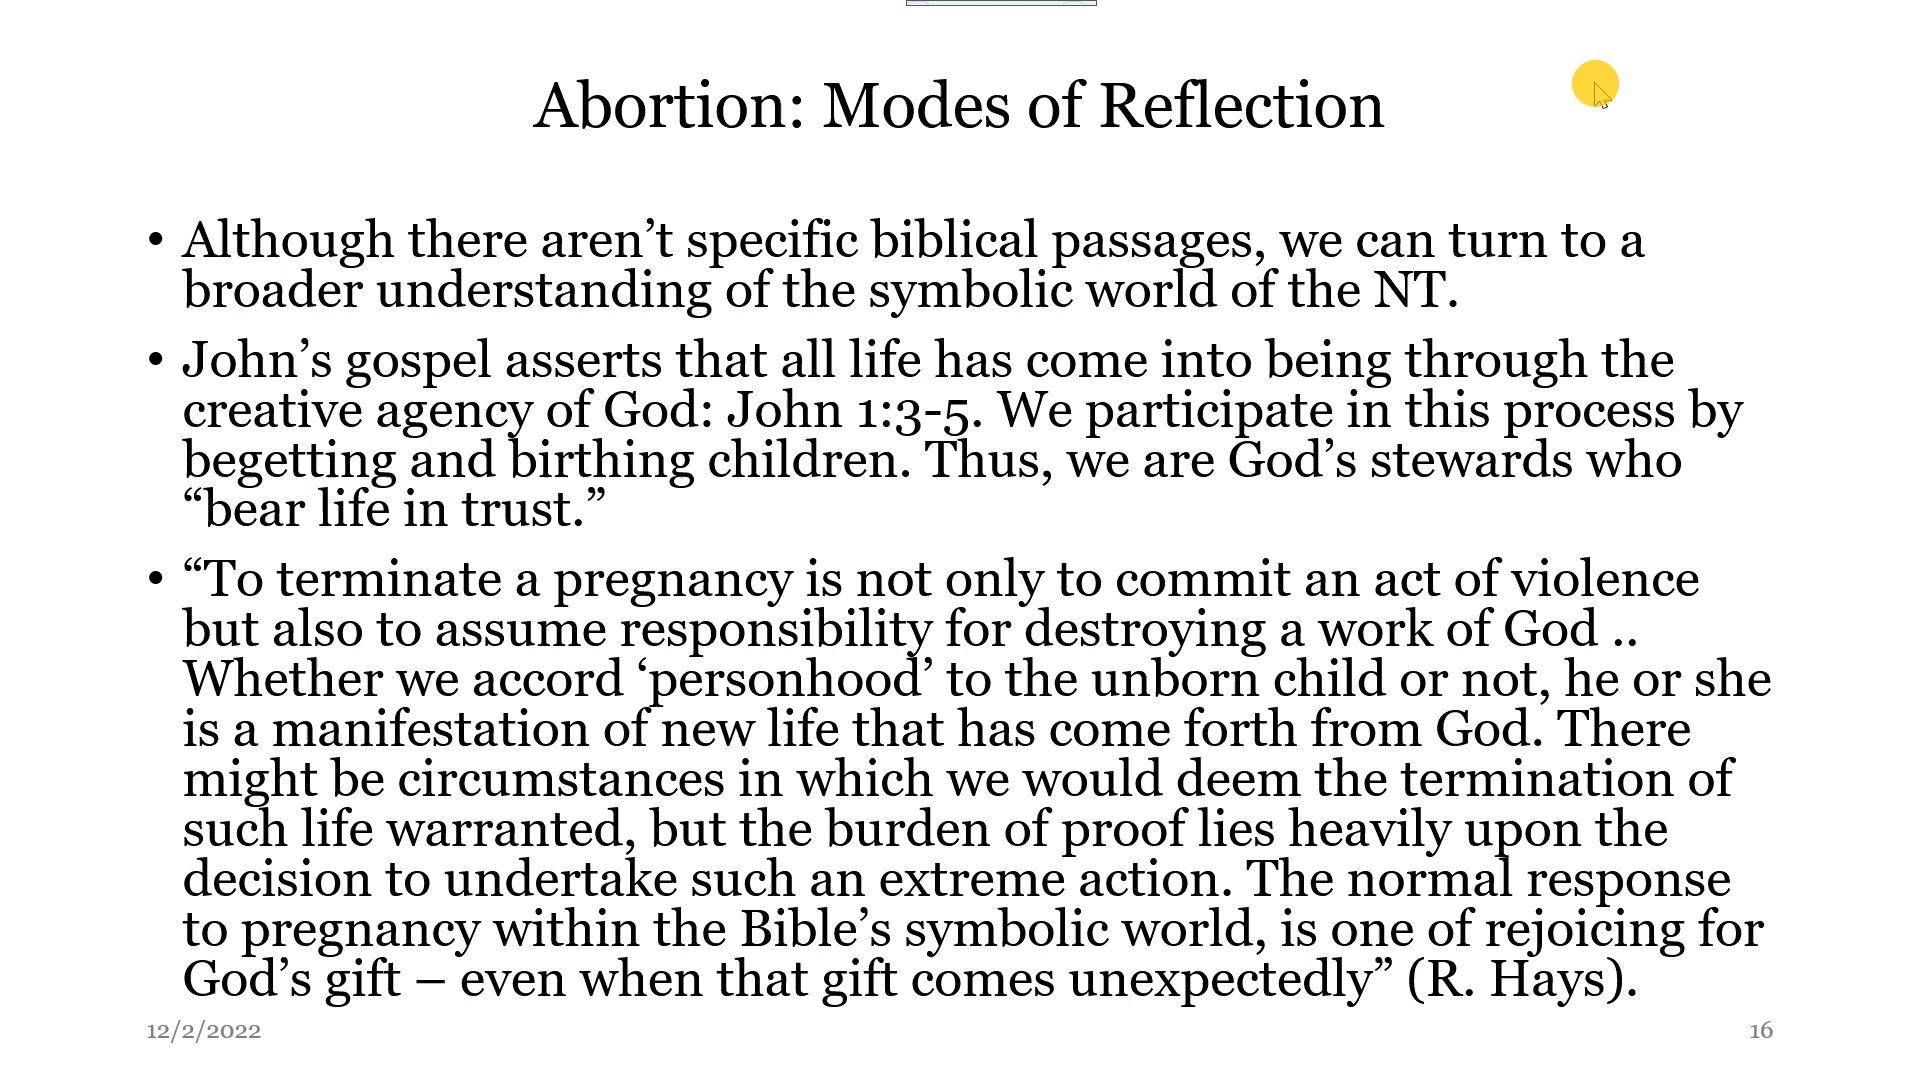 Abortion: Modes of Reflection
• Although there aren’t specific biblical passages, we can turn to a
broader understanding of the symbolic world of the NT.
• John’s gospel asserts that all life has come into being through the
creative agency of God: John 1:3-5. We participate in this process by
begetting and birthing children. Thus, we are God’s stewards who
“bear life in trust.”
• “To terminate a pregnancy is not only to commit an act of violence
but also to assume responsibility for destroying a work of God ..
Whether we accord ‘personhood’ to the unborn child or not, he or she
is a manifestation of new life that has come forth from God. There
might be circumstances in which we would deem the termination of
such life warranted, but the burden of proof lies heavily upon the
decision to undertake such an extreme action. The normal response
to pregnancy within the Bible’s symbolic world, is one of rejoicing for
God’s gift – even when that gift comes unexpectedly” (R. Hays).
12/2/2022
16